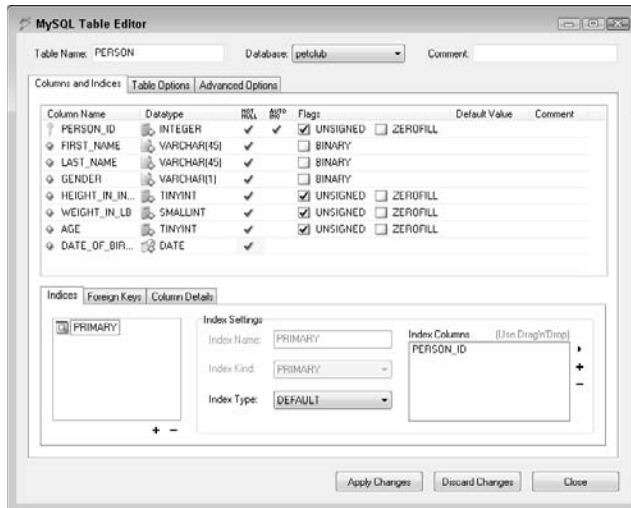 MySQL Table Editor
Table Name: PERSON Database: petclub Comment:
Columns and Indices Table Options Advanced Options
Column Name Datatype NOT NULL AUTO INC Flags Default Value Comment
PERSON_ID INTEGER UNSIGNED ZEROFILL
FIRST_NAME VARCHAR(45) BINARY
LAST_NAME VARCHAR(45) BINARY
GENDER VARCHAR(1) BINARY
HEIGHT_IN_IN... TINYINT UNSIGNED ZEROFILL
WEIGHT_IN_LB SMALLINT UNSIGNED ZEROFILL
AGE TINYINT UNSIGNED ZEROFILL
DATE_OF_BIR... DATE
Indices Foreign Keys Column Details
PRIMARY
Index Settings
Index Name: PRIMARY
Index Kind: PRIMARY
Index Type: DEFAULT
Index Columns (Use Drag'n'Drop)
PERSON_ID
Apply Changes Discard Changes Close